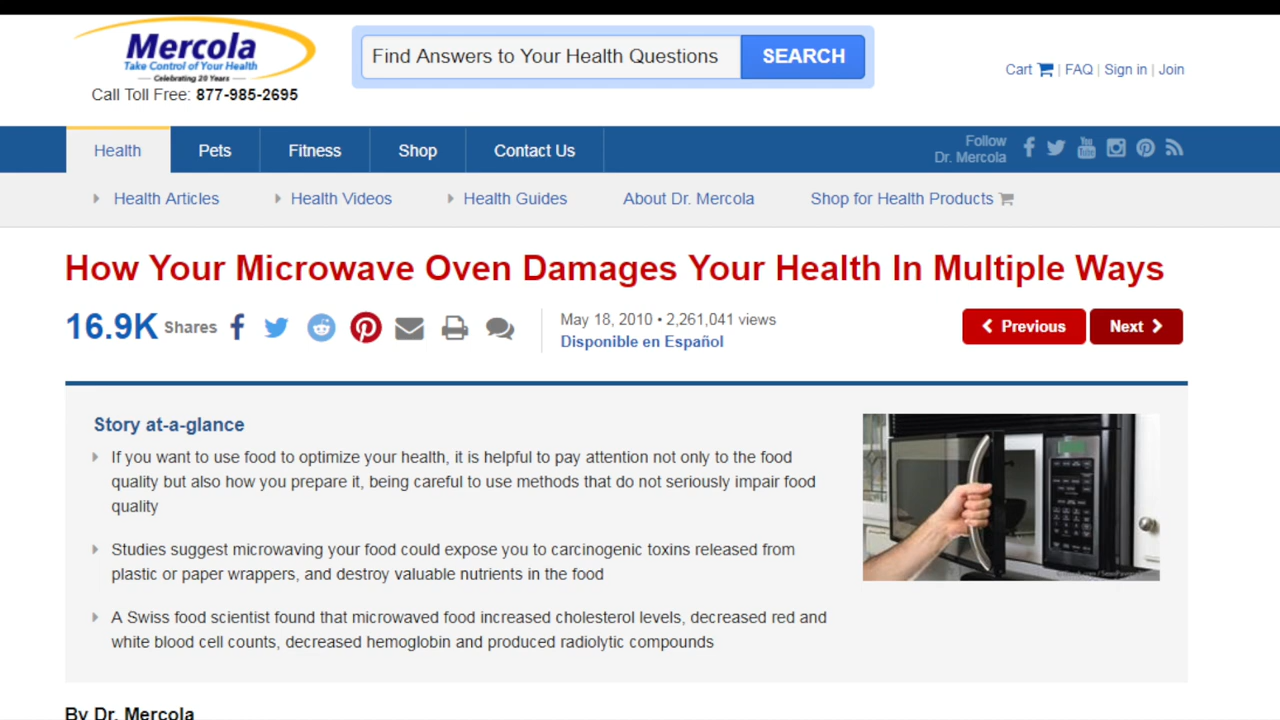 Mercola
Take Control of Your Health
Celebrating 20 Years
Call Toll Free: 877-985-2695
Find Answers to Your Health Questions
SEARCH
Cart | FAQ | Sign in | Join
Health
Pets
Fitness
Shop
Contact Us
Follow
Dr. Mercola
Health Articles
Health Videos
Health Guides
About Dr. Mercola
Shop for Health Products
How Your Microwave Oven Damages Your Health In Multiple Ways
16.9K Shares
May 18, 2010 • 2,261,041 views
Disponible en Español
Previous
Next
Story at-a-glance
If you want to use food to optimize your health, it is helpful to pay attention not only to the food
quality but also how you prepare it, being careful to use methods that do not seriously impair food
quality
Studies suggest microwaving your food could expose you to carcinogenic toxins released from
plastic or paper wrappers, and destroy valuable nutrients in the food
A Swiss food scientist found that microwaved food increased cholesterol levels, decreased red and
white blood cell counts, decreased hemoglobin and produced radiolytic compounds
By Dr. Mercola